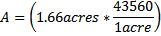 A = (1.66acres * 43560/1acre)